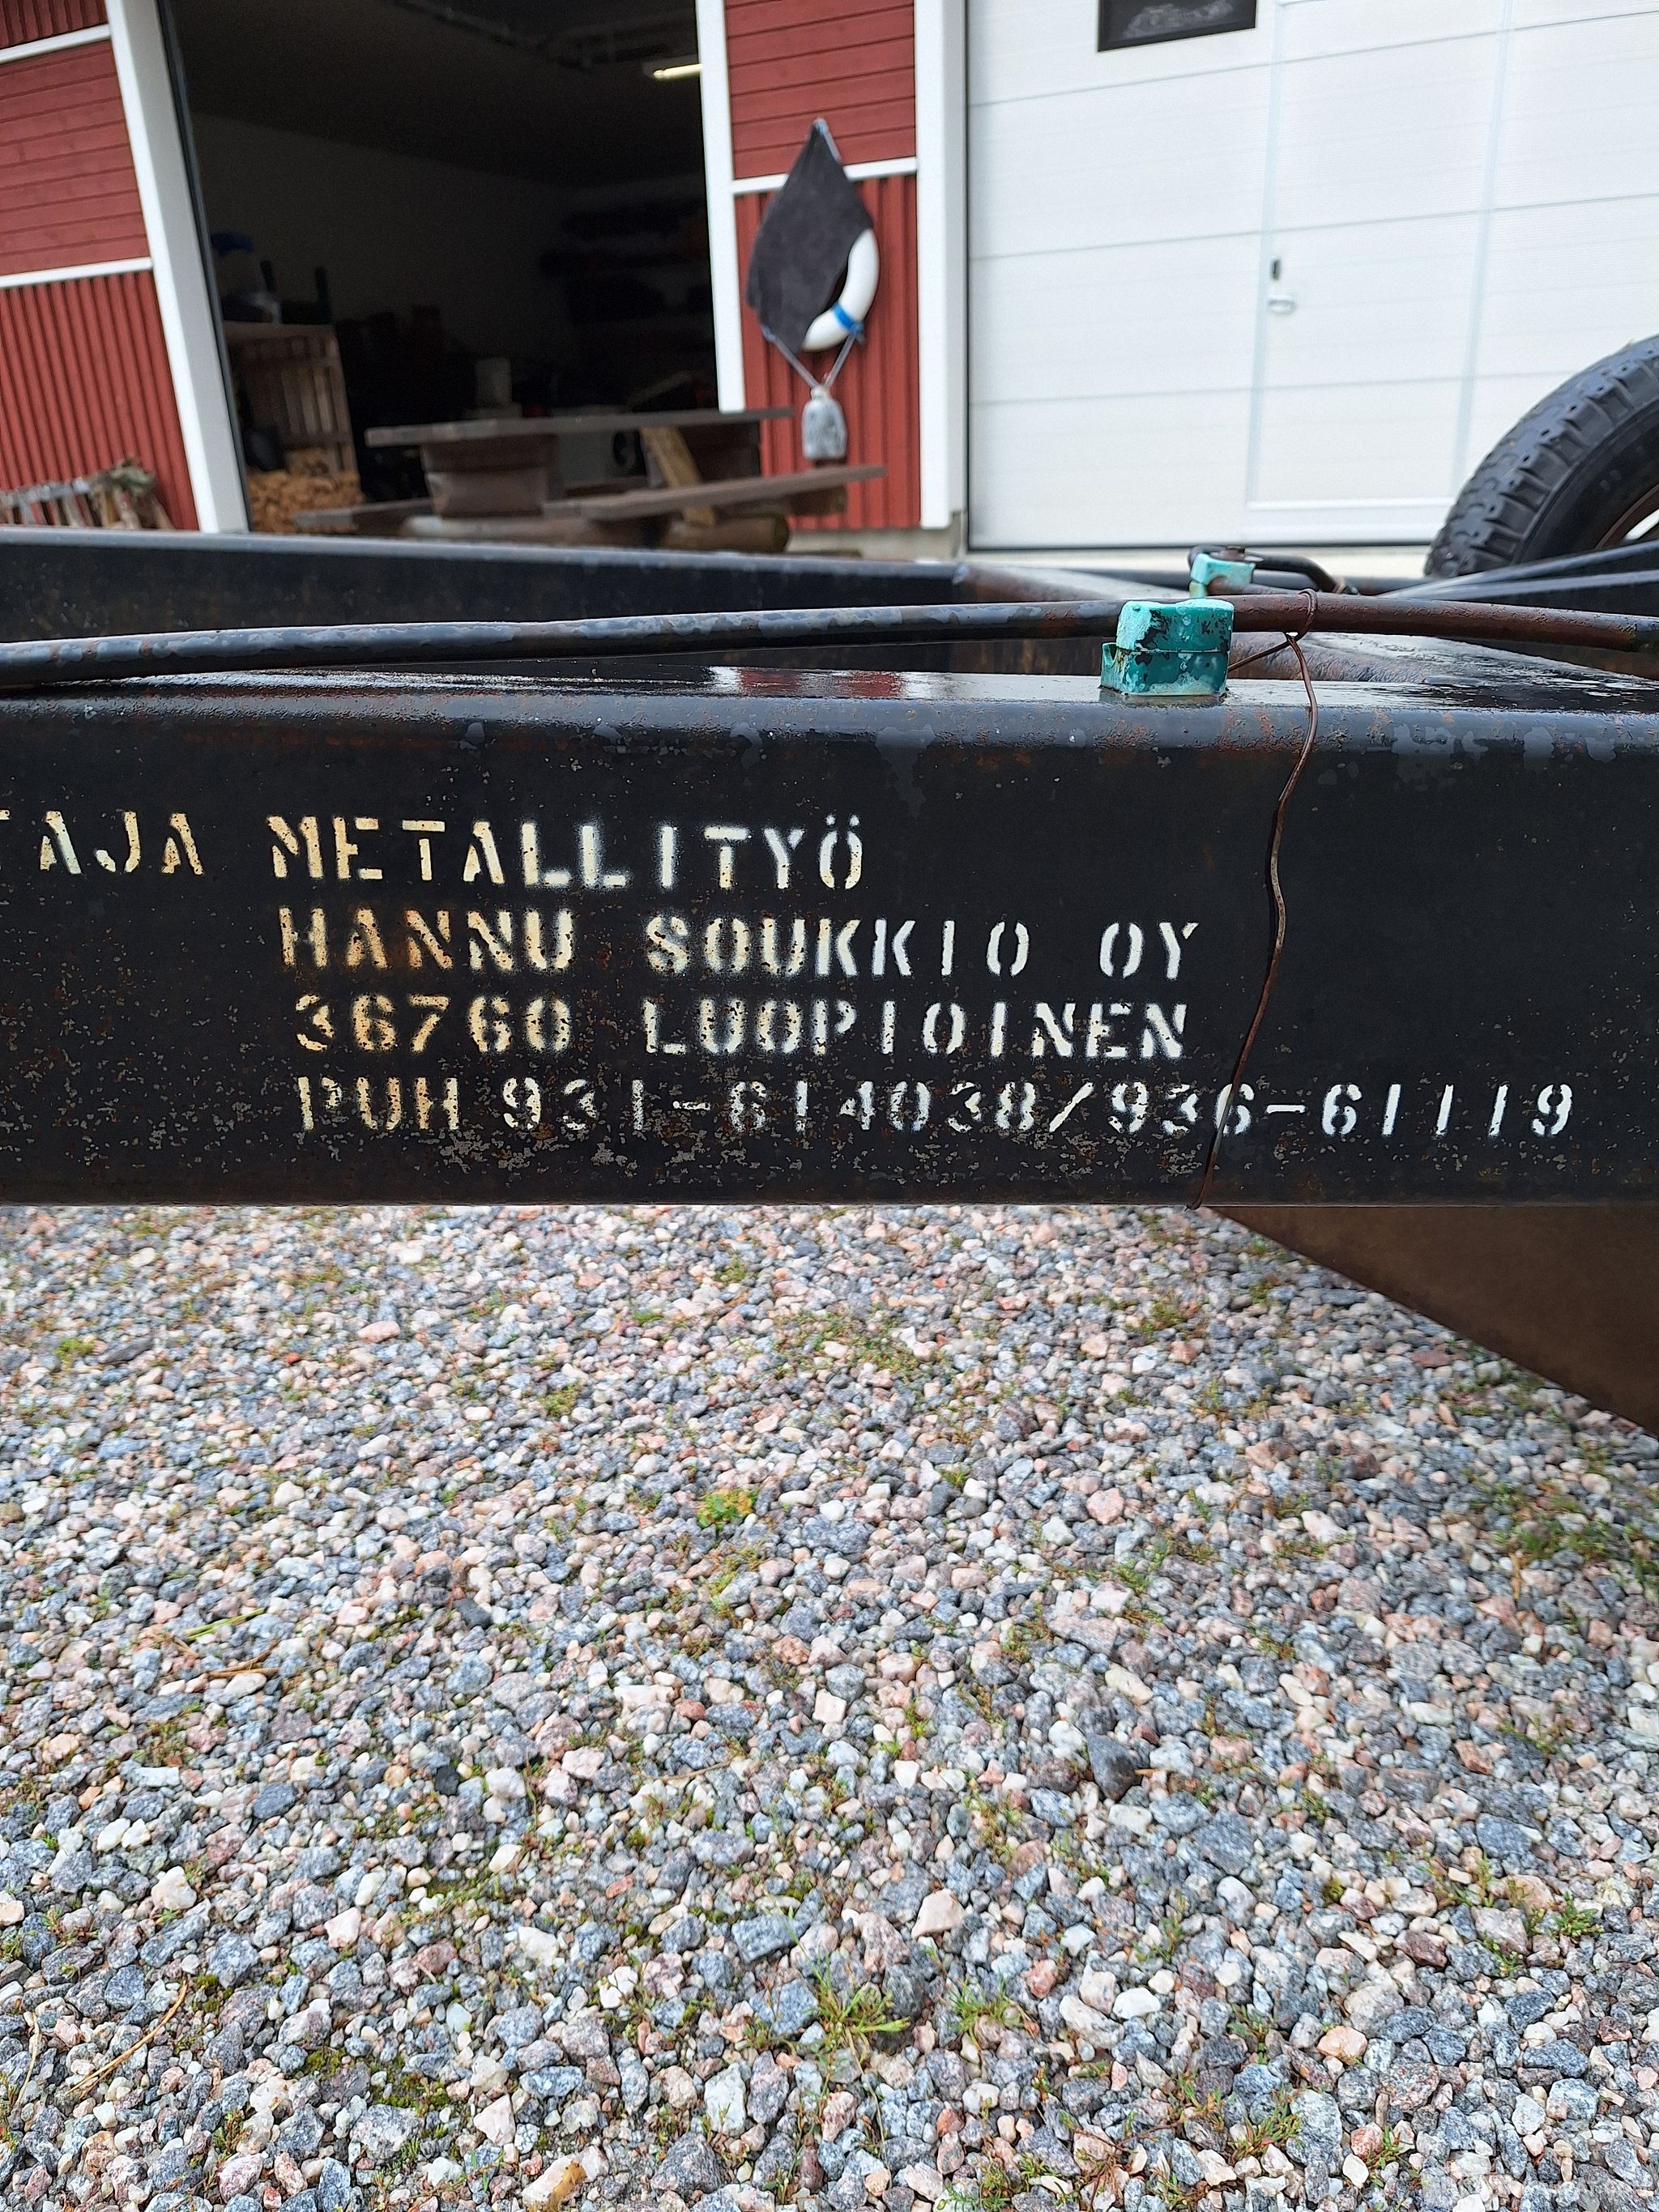 TAJA METALLITYÖ
HANNU SOUKKIO OY
36760 LUOPIOINEN
PUH 931-614038/936-61119